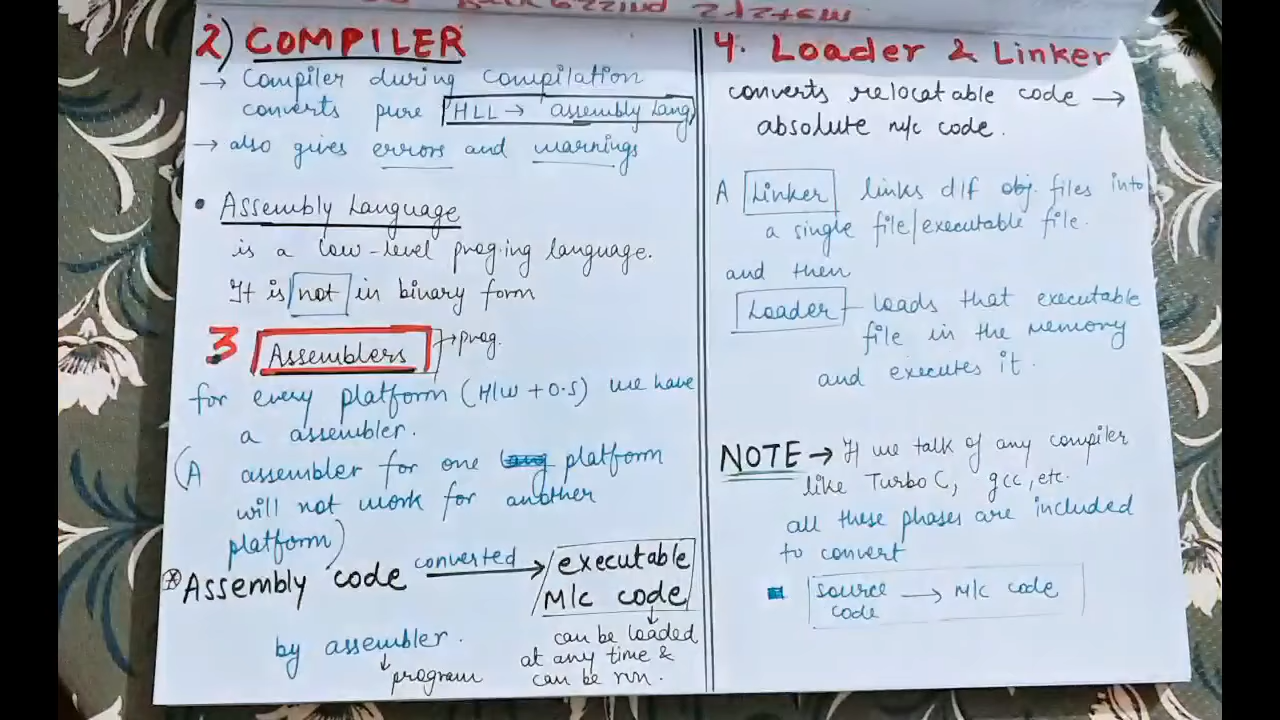 2) COMPILER
→ Compiler during compilation
converts pure HLL → assembly lang
→ also gives errors and warnings
• Assembly Language
is a low-level prog.ing language.
It is not in binary form
3 Assemblers → prog.
for every platform (H/W + O.S) we have
a assembler.
(A assembler for one platform
will not work for another
platform)
Assembly code converted → executable
M/c code
by assembler.
↓
program
↓
can be loaded
at any time &
can be run.
4. Loader & Linker
converts relocatable code →
absolute m/c code.
A Linker links d/f obj. files into
a single file/executable file.
and then
Loader - loads that executable
file in the memory
and executes it.
NOTE → If we talk of any compiler
like Turbo C, gcc, etc.
all these phases are included
to convert
source code → M/c code